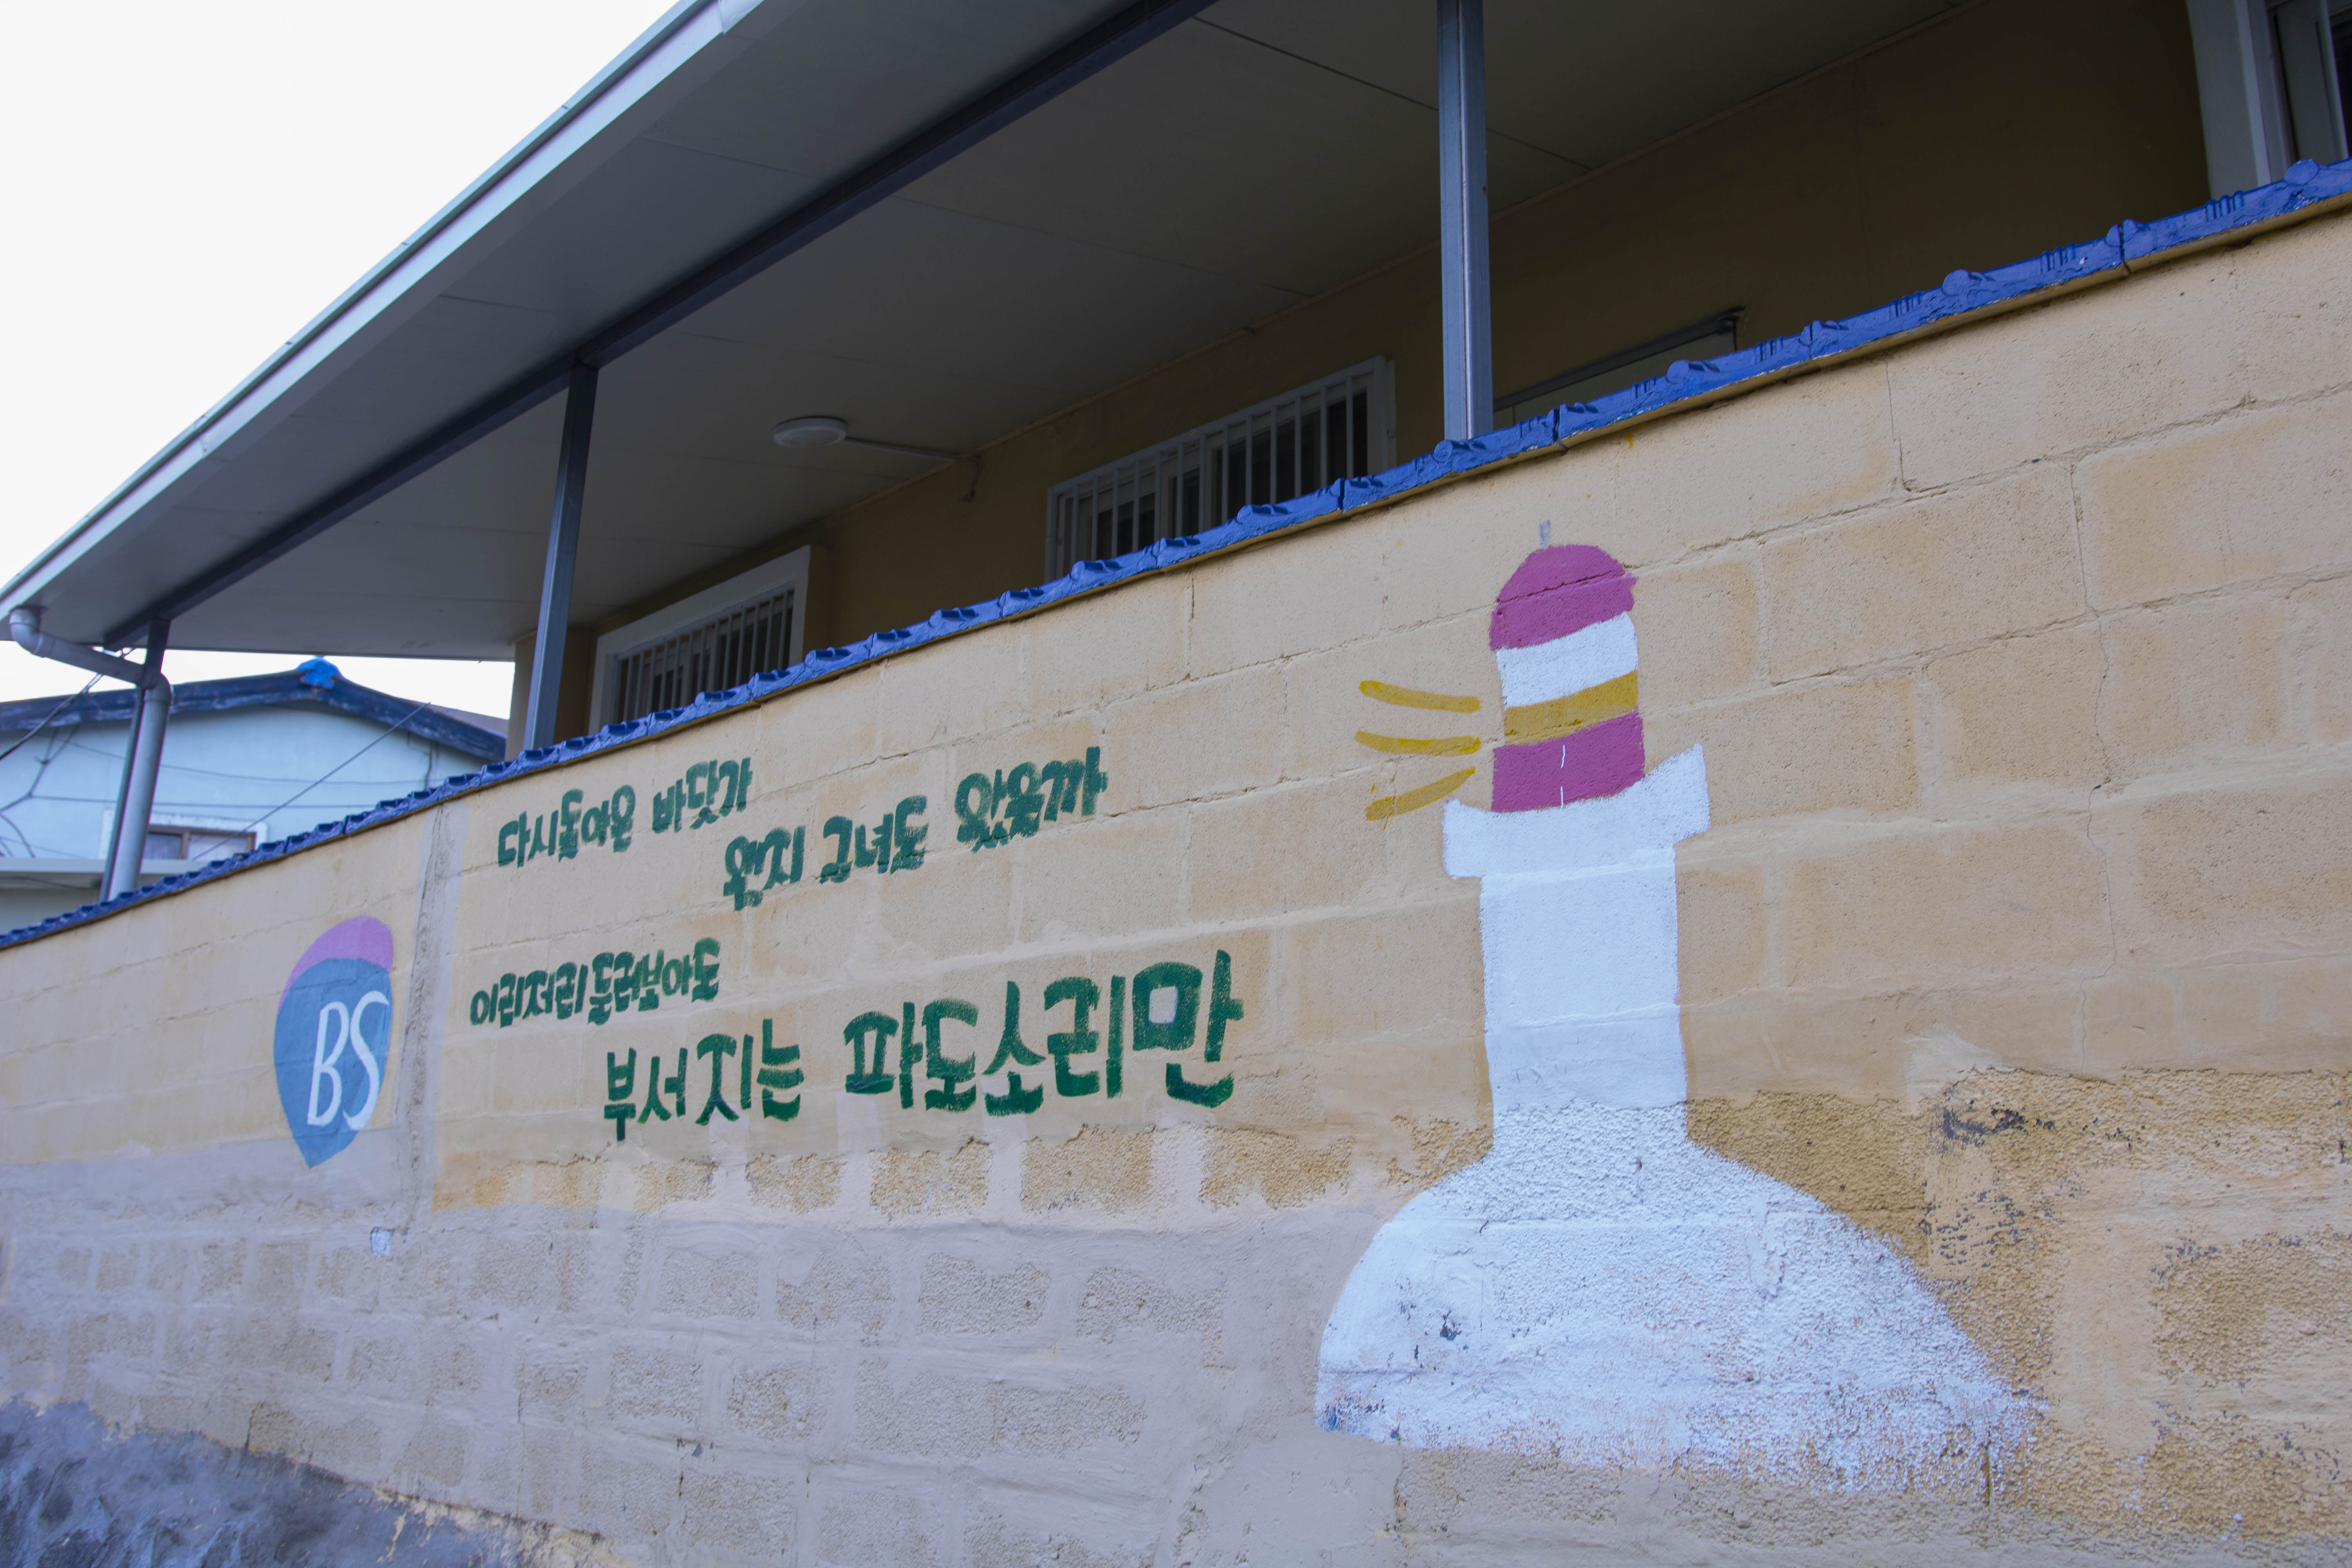 다시돌아온 바닷가
왠지 그녀도 왔을까
이리저리 둘러보아도
부서지는 파도소리만
BS